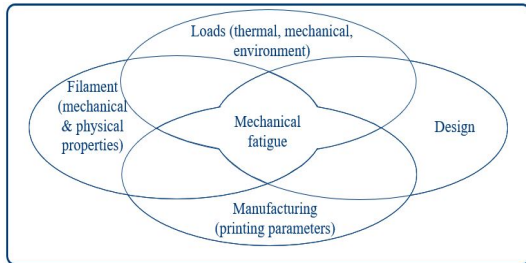 Loads (thermal, mechanical,
environment)
Filament
(mechanical
& physical
properties)
Mechanical
fatigue
Design
Manufacturing
(printing parameters)